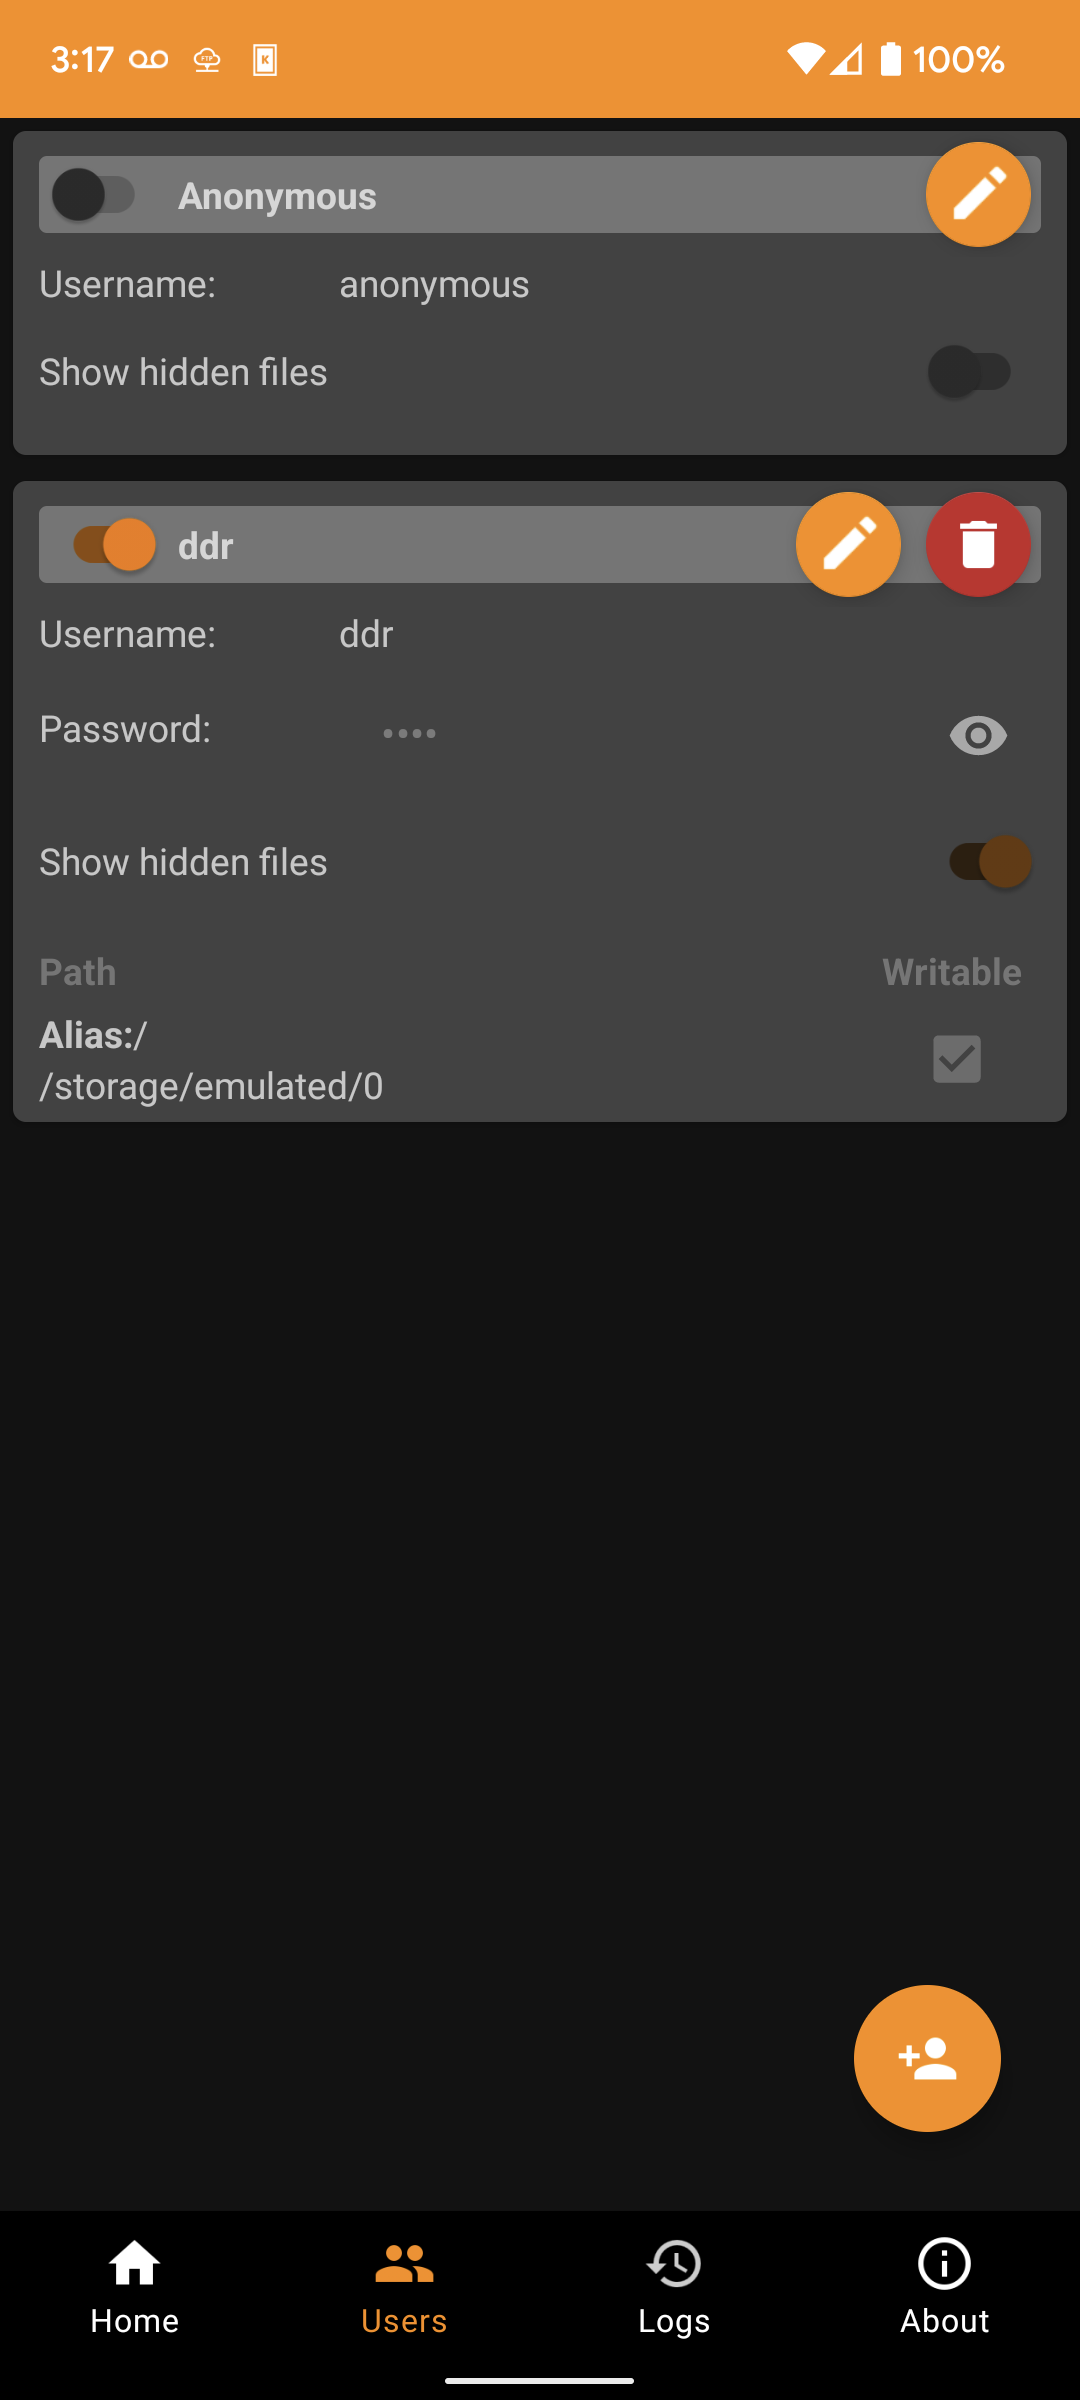 3:17 FTP K 100%
Anonymous
Username: anonymous
Show hidden files
ddr
Username: ddr
Password: ••••
Show hidden files
Path Writable
Alias:/
/storage/emulated/0
Home Users Logs About